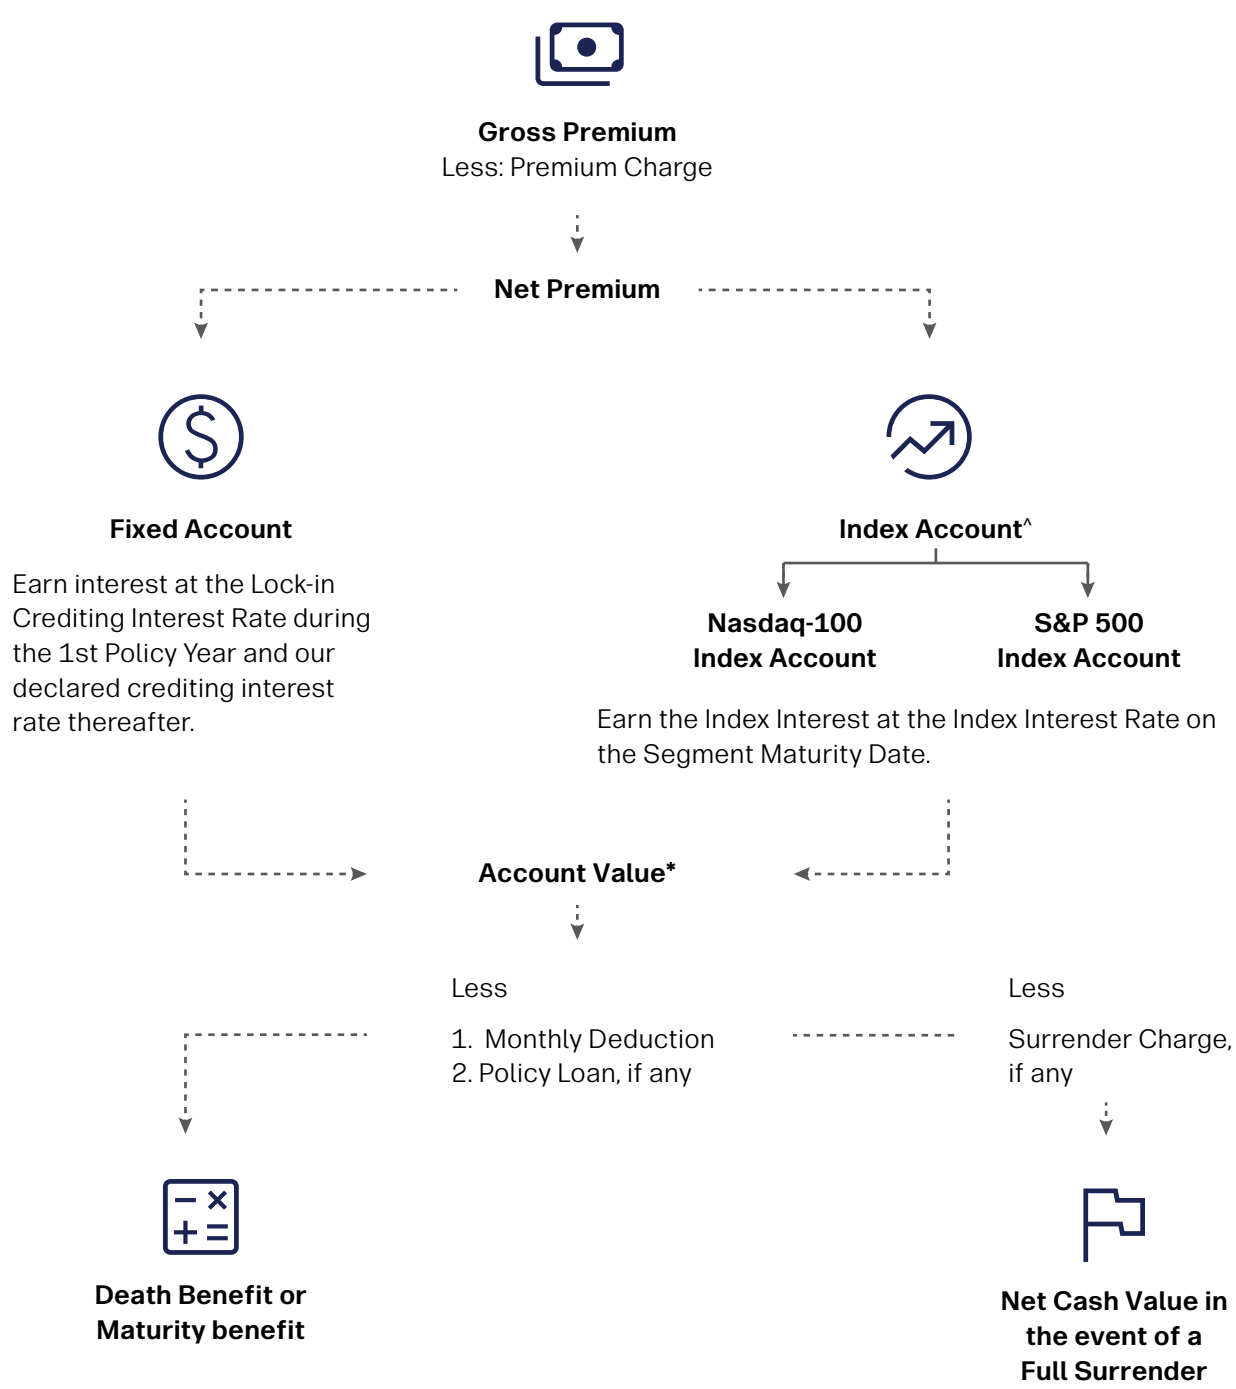 Gross Premium
Less: Premium Charge
Net Premium
Fixed Account
Earn interest at the Lock-in
Crediting Interest Rate during
the 1st Policy Year and our
declared crediting interest
rate thereafter.
Index Account^
Nasdaq-100
Index Account
S&P 500
Index Account
Earn the Index Interest at the Index Interest Rate on
the Segment Maturity Date.
Account Value*
Less
1. Monthly Deduction
2. Policy Loan, if any
Less
Surrender Charge,
if any
Death Benefit or
Maturity benefit
Net Cash Value in
the event of a
Full Surrender